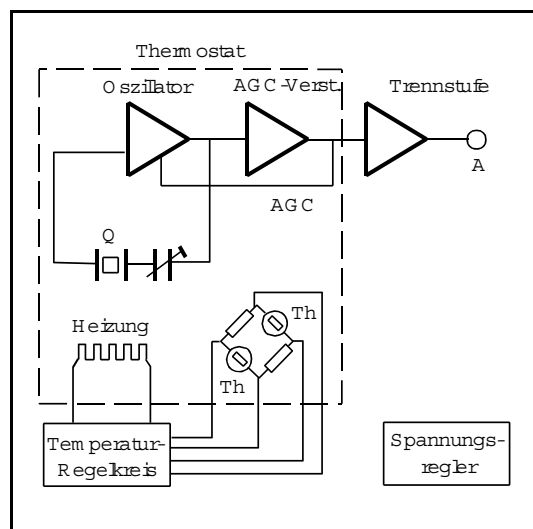 Thermostat
Oszillator
AGC-Verst.
Trennstufe
A
AGC
Q
Heizung
Th
Th
Temperatur-
Regelkreis
Spannungs-
regler